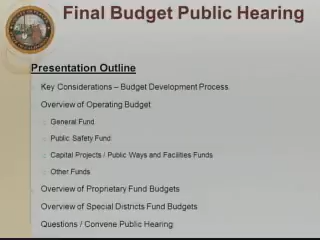 Final Budget Public Hearing
Presentation Outline
Key Considerations – Budget Development Process
Overview of Operating Budget
General Fund
Public Safety Fund
Capital Projects / Public Ways and Facilities Funds
Other Funds
Overview of Proprietary Fund Budgets
Overview of Special Districts Fund Budgets
Questions / Convene Public Hearing